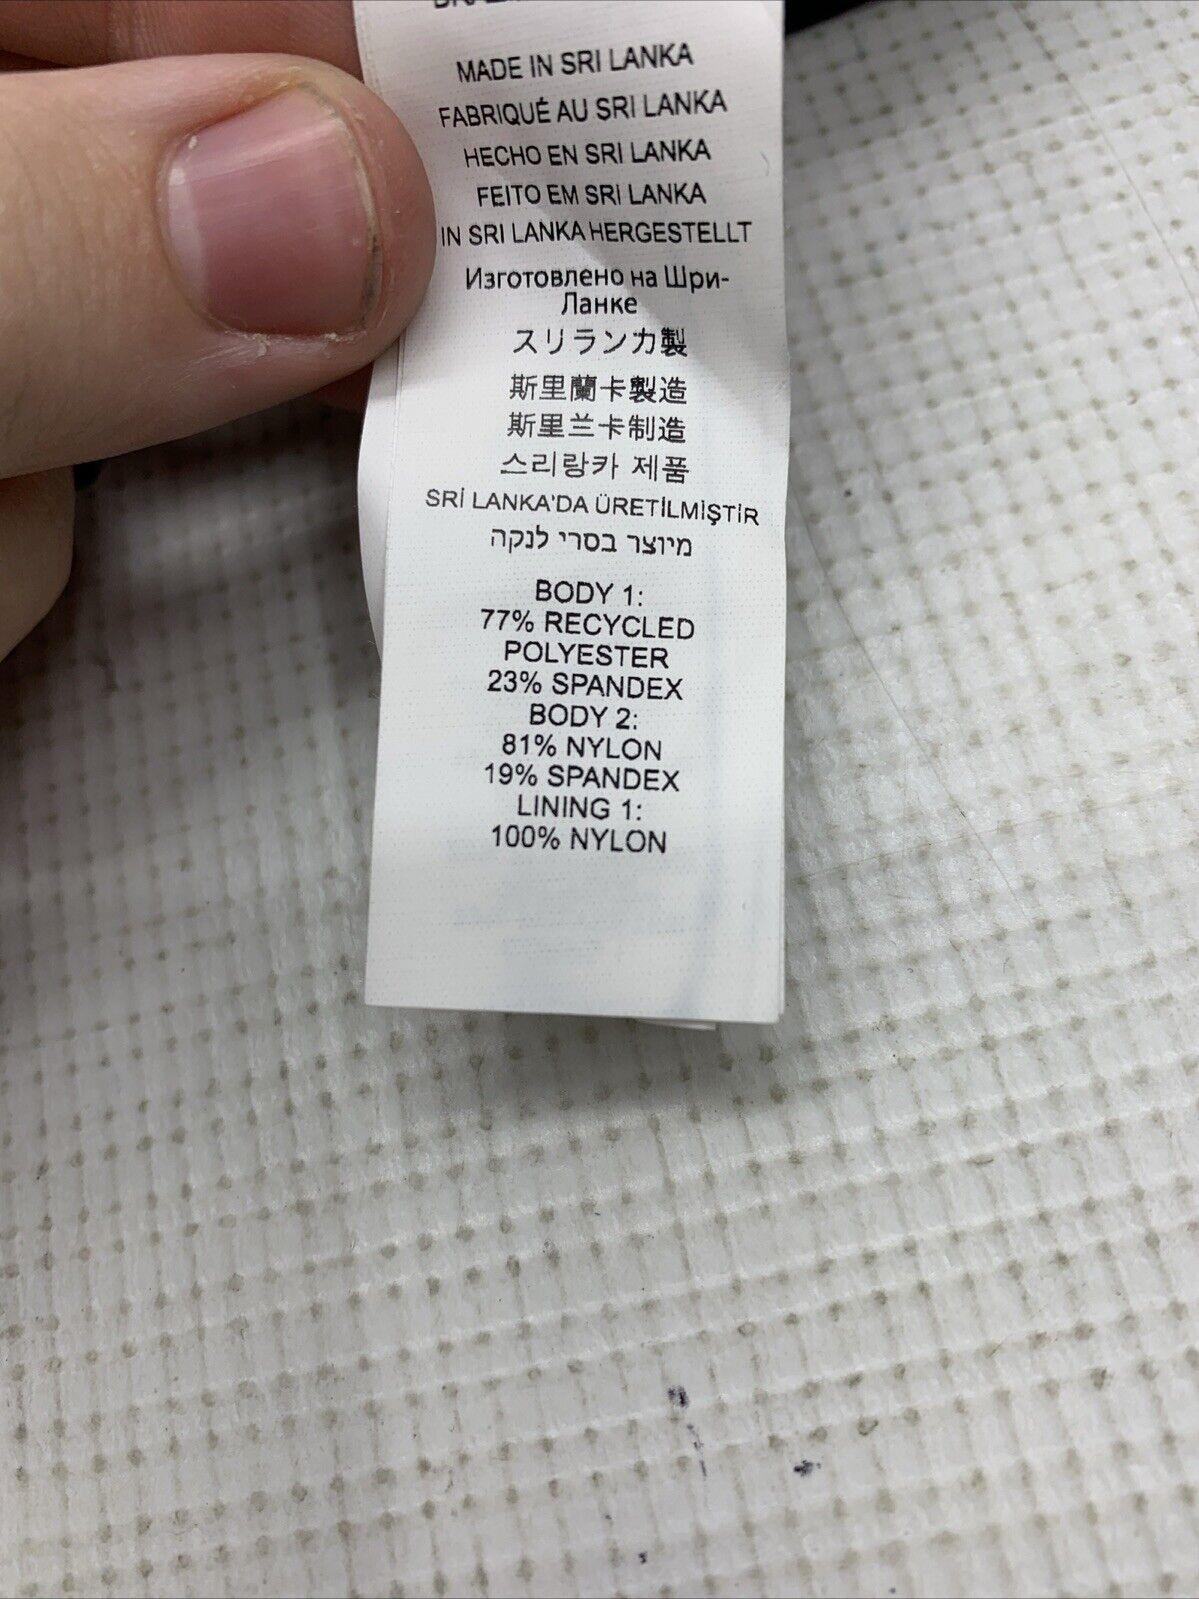 MADE IN SRI LANKA
FABRIQUÉ AU SRI LANKA
HECHO EN SRI LANKA
FEITO EM SRI LANKA
IN SRI LANKA HERGESTELLT
Изготовлено на Шри-
Ланке
スリランカ製
斯里蘭卡製造
斯里兰卡制造
스리랑카 제품
SRİ LANKA'DA ÜRETİLMİŞTİR
מיוצר בסרי לנקה
BODY 1:
77% RECYCLED
POLYESTER
23% SPANDEX
BODY 2:
81% NYLON
19% SPANDEX
LINING 1:
100% NYLON